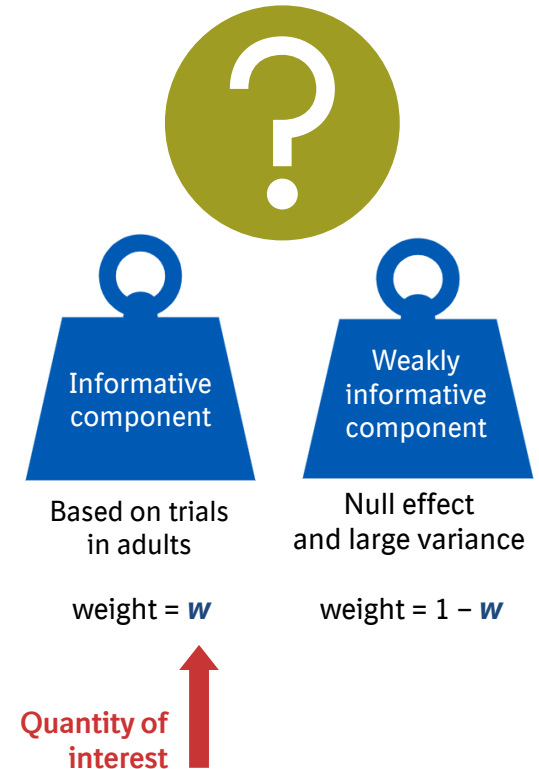 ?
Informative
component
Weakly
informative
component
Based on trials
in adults
Null effect
and large variance
weight = w
weight = 1 – w
Quantity of
interest